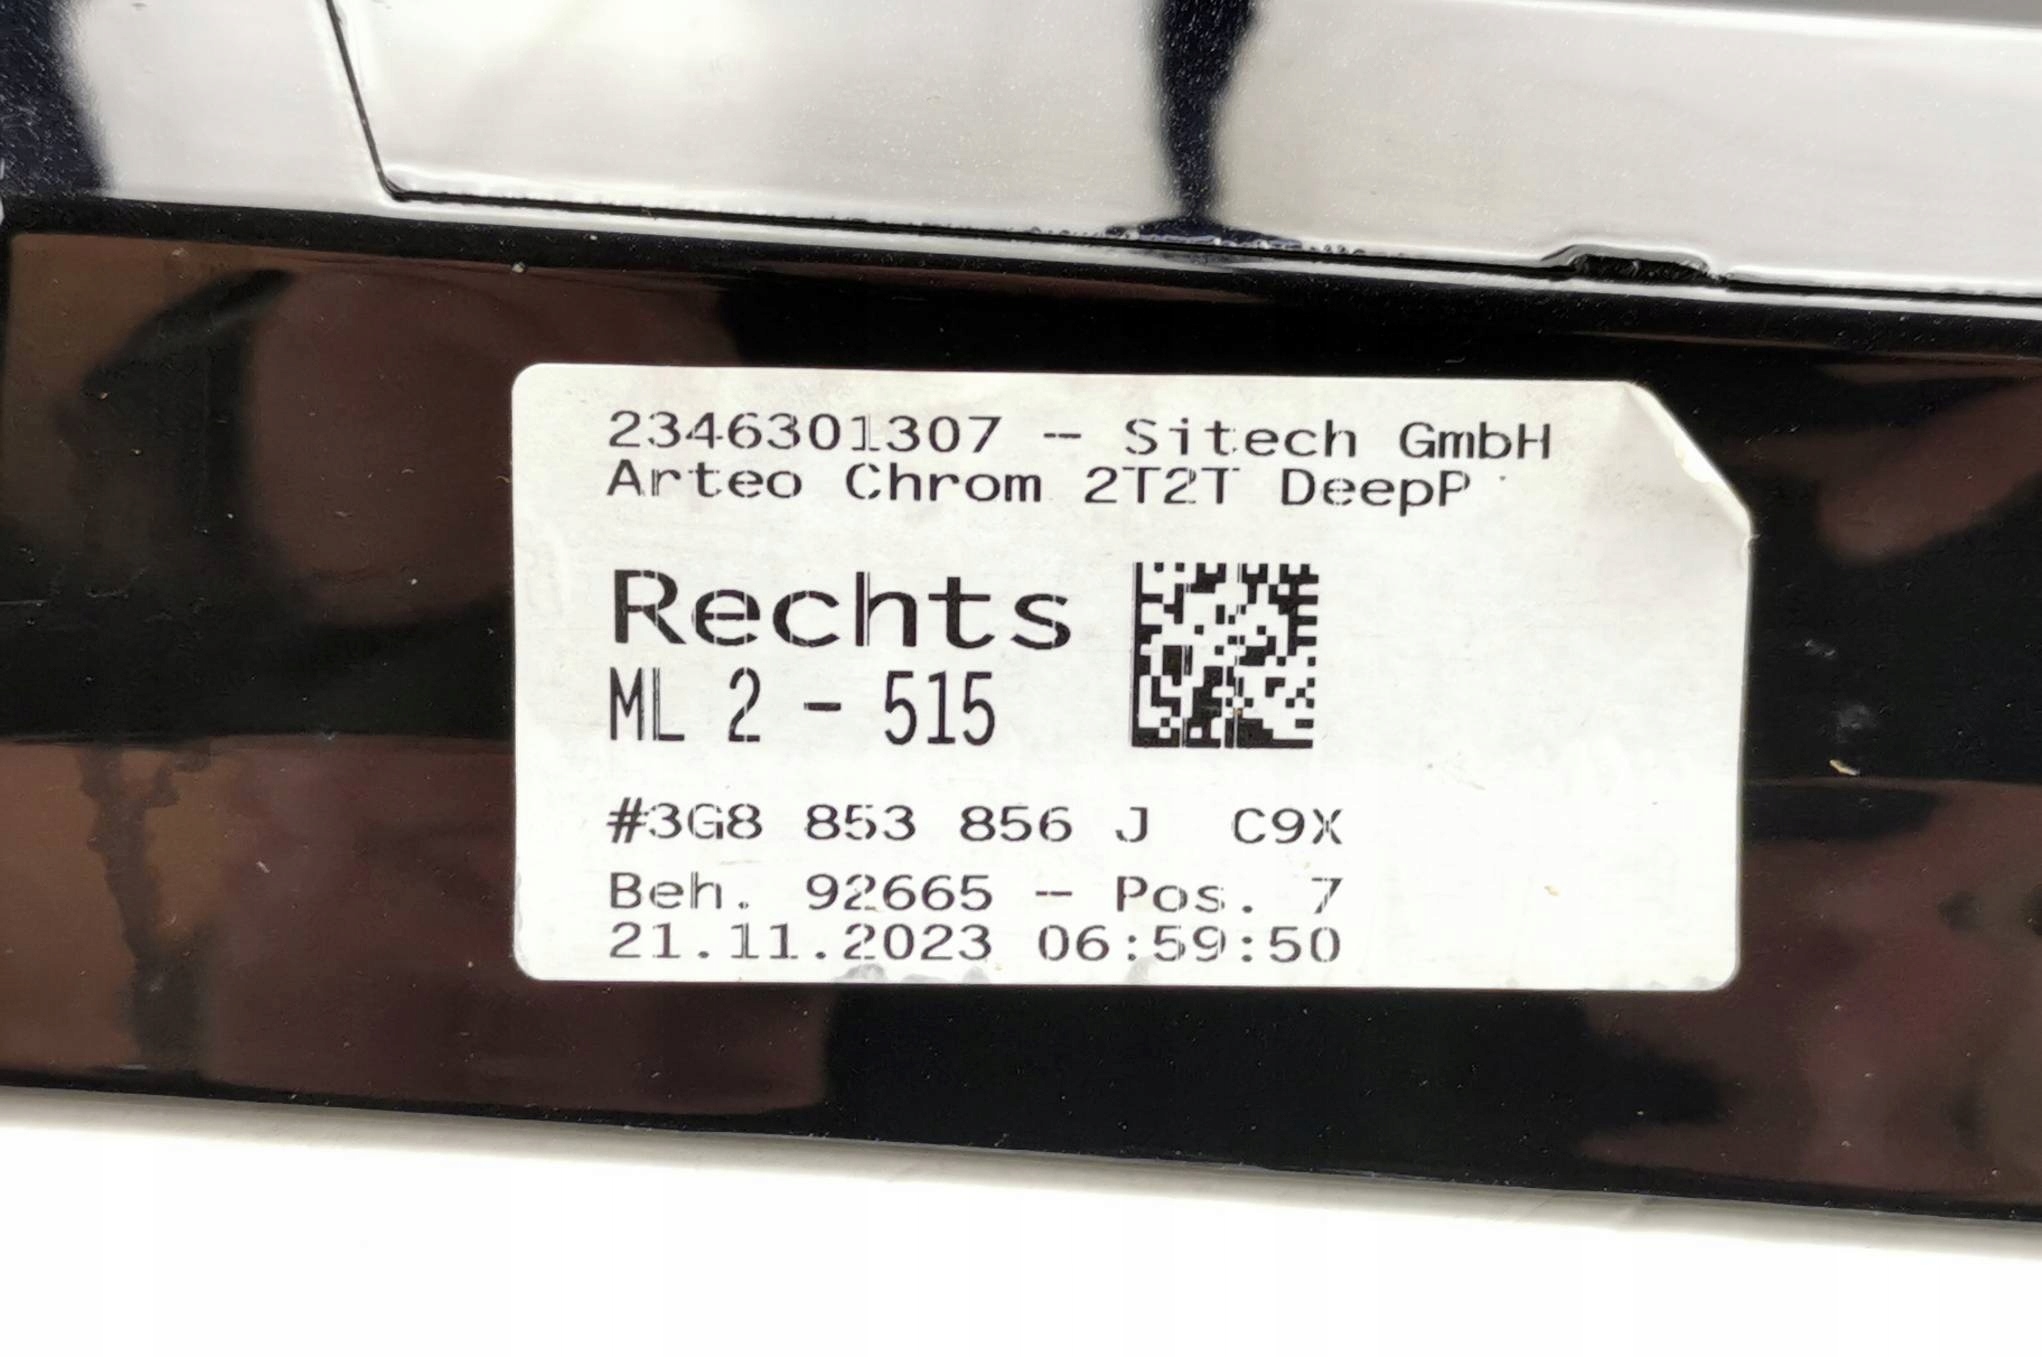 2346301307 - Sitech GmbH
Arteo Chrom 2T2T DeepP
Rechts
ML 2 - 515
#3G8 853 856 J C9X
Beh. 92665 - Pos. 7
21.11.2023 06:59:50